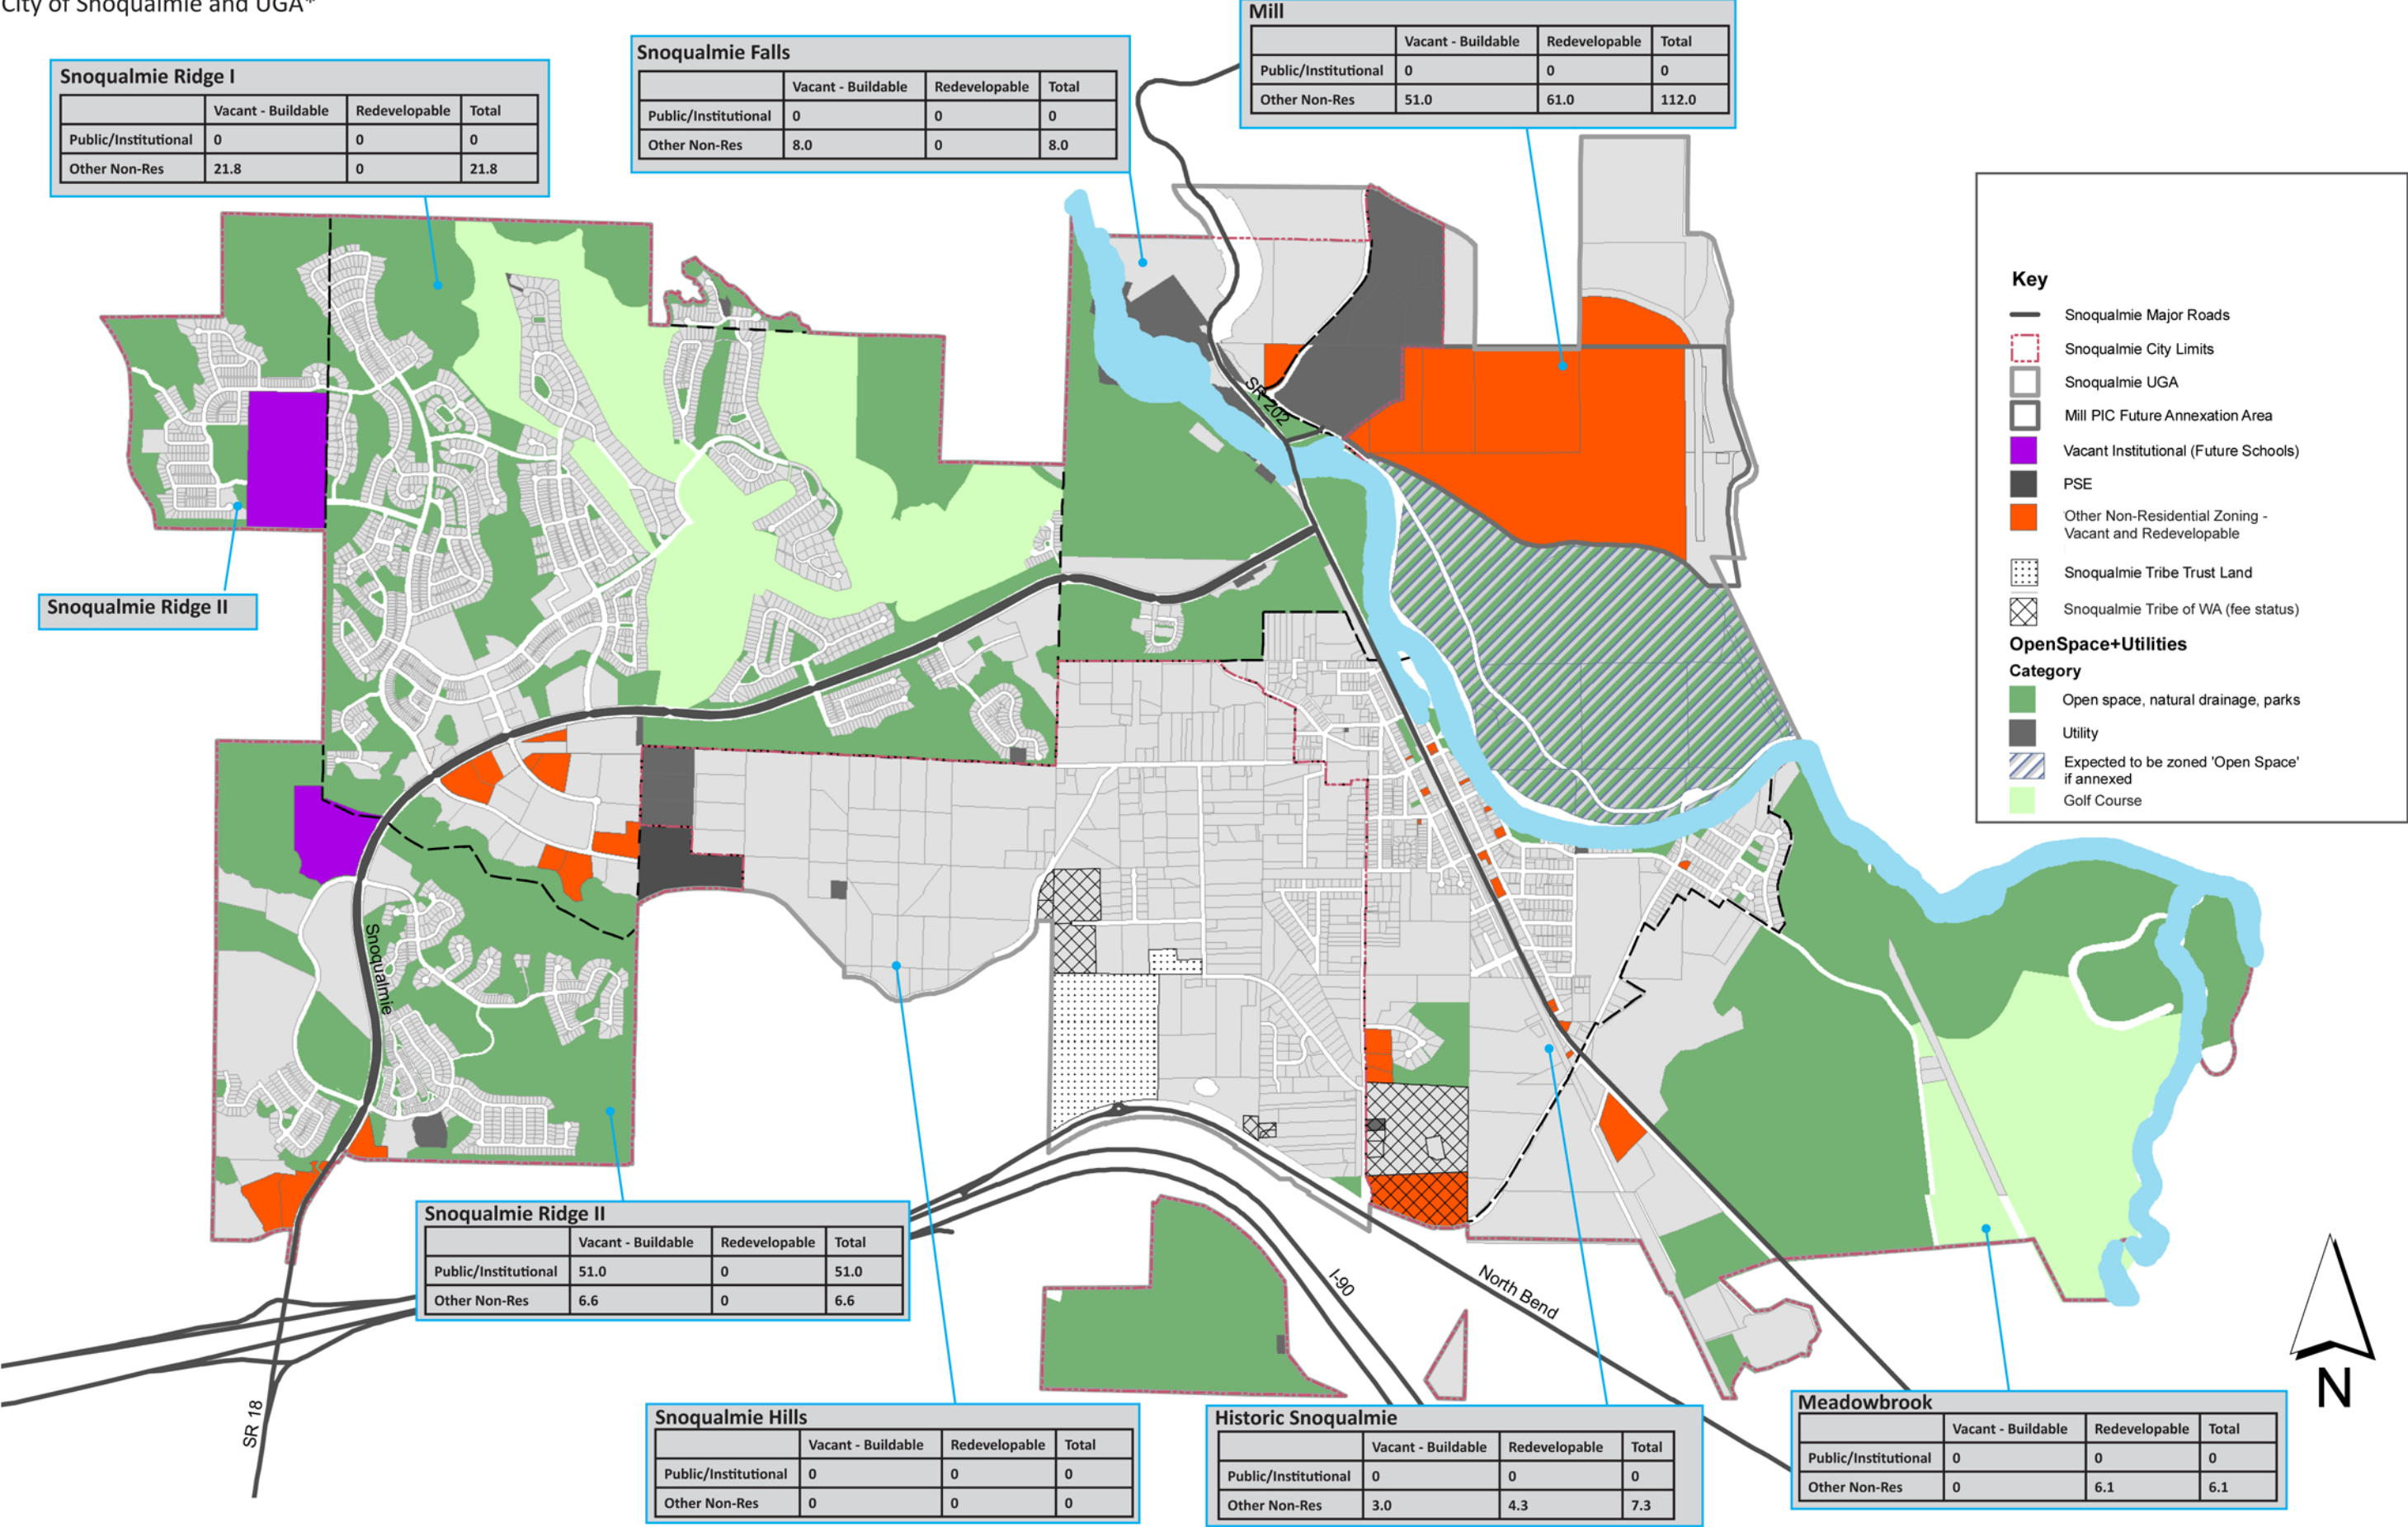 City of Snoqualmie and UGA*
Mill
Vacant - Buildable Redevelopable Total
Public/Institutional 0 0 0
Other Non-Res 51.0 61.0 112.0
Snoqualmie Falls
Vacant - Buildable Redevelopable Total
Public/Institutional 0 0 0
Other Non-Res 8.0 0 8.0
Snoqualmie Ridge I
Vacant - Buildable Redevelopable Total
Public/Institutional 0 0 0
Other Non-Res 21.8 0 21.8
Key
Snoqualmie Major Roads
Snoqualmie City Limits
Snoqualmie UGA
Mill PIC Future Annexation Area
Vacant Institutional (Future Schools)
PSE
Other Non-Residential Zoning -
Vacant and Redevelopable
Snoqualmie Tribe Trust Land
Snoqualmie Tribe of WA (fee status)
OpenSpace+Utilities
Category
Open space, natural drainage, parks
Utility
Expected to be zoned 'Open Space'
if annexed
Golf Course
SR 202
Snoqualmie Ridge II
Snoqualmie
Snoqualmie Ridge II
Vacant - Buildable Redevelopable Total
Public/Institutional 51.0 0 51.0
Other Non-Res 6.6 0 6.6
I-90
North Bend
SR 18
N
Snoqualmie Hills
Vacant - Buildable Redevelopable Total
Public/Institutional 0 0 0
Other Non-Res 0 0 0
Historic Snoqualmie
Vacant - Buildable Redevelopable Total
Public/Institutional 0 0 0
Other Non-Res 3.0 4.3 7.3
Meadowbrook
Vacant - Buildable Redevelopable Total
Public/Institutional 0 0 0
Other Non-Res 0 6.1 6.1